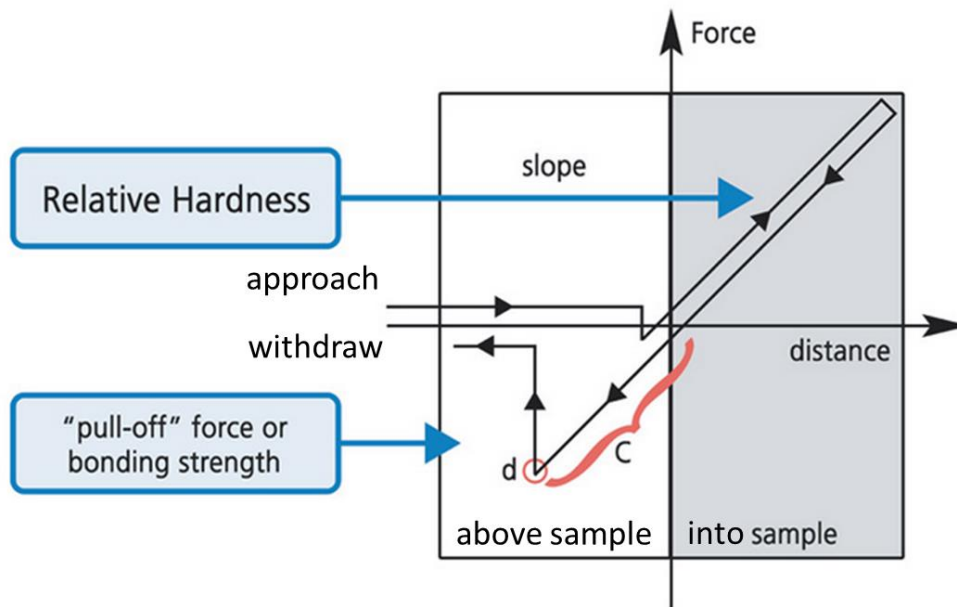 Force
slope
Relative Hardness
approach
withdraw
distance
"pull-off" force or
bonding strength
d
C
above sample
into sample